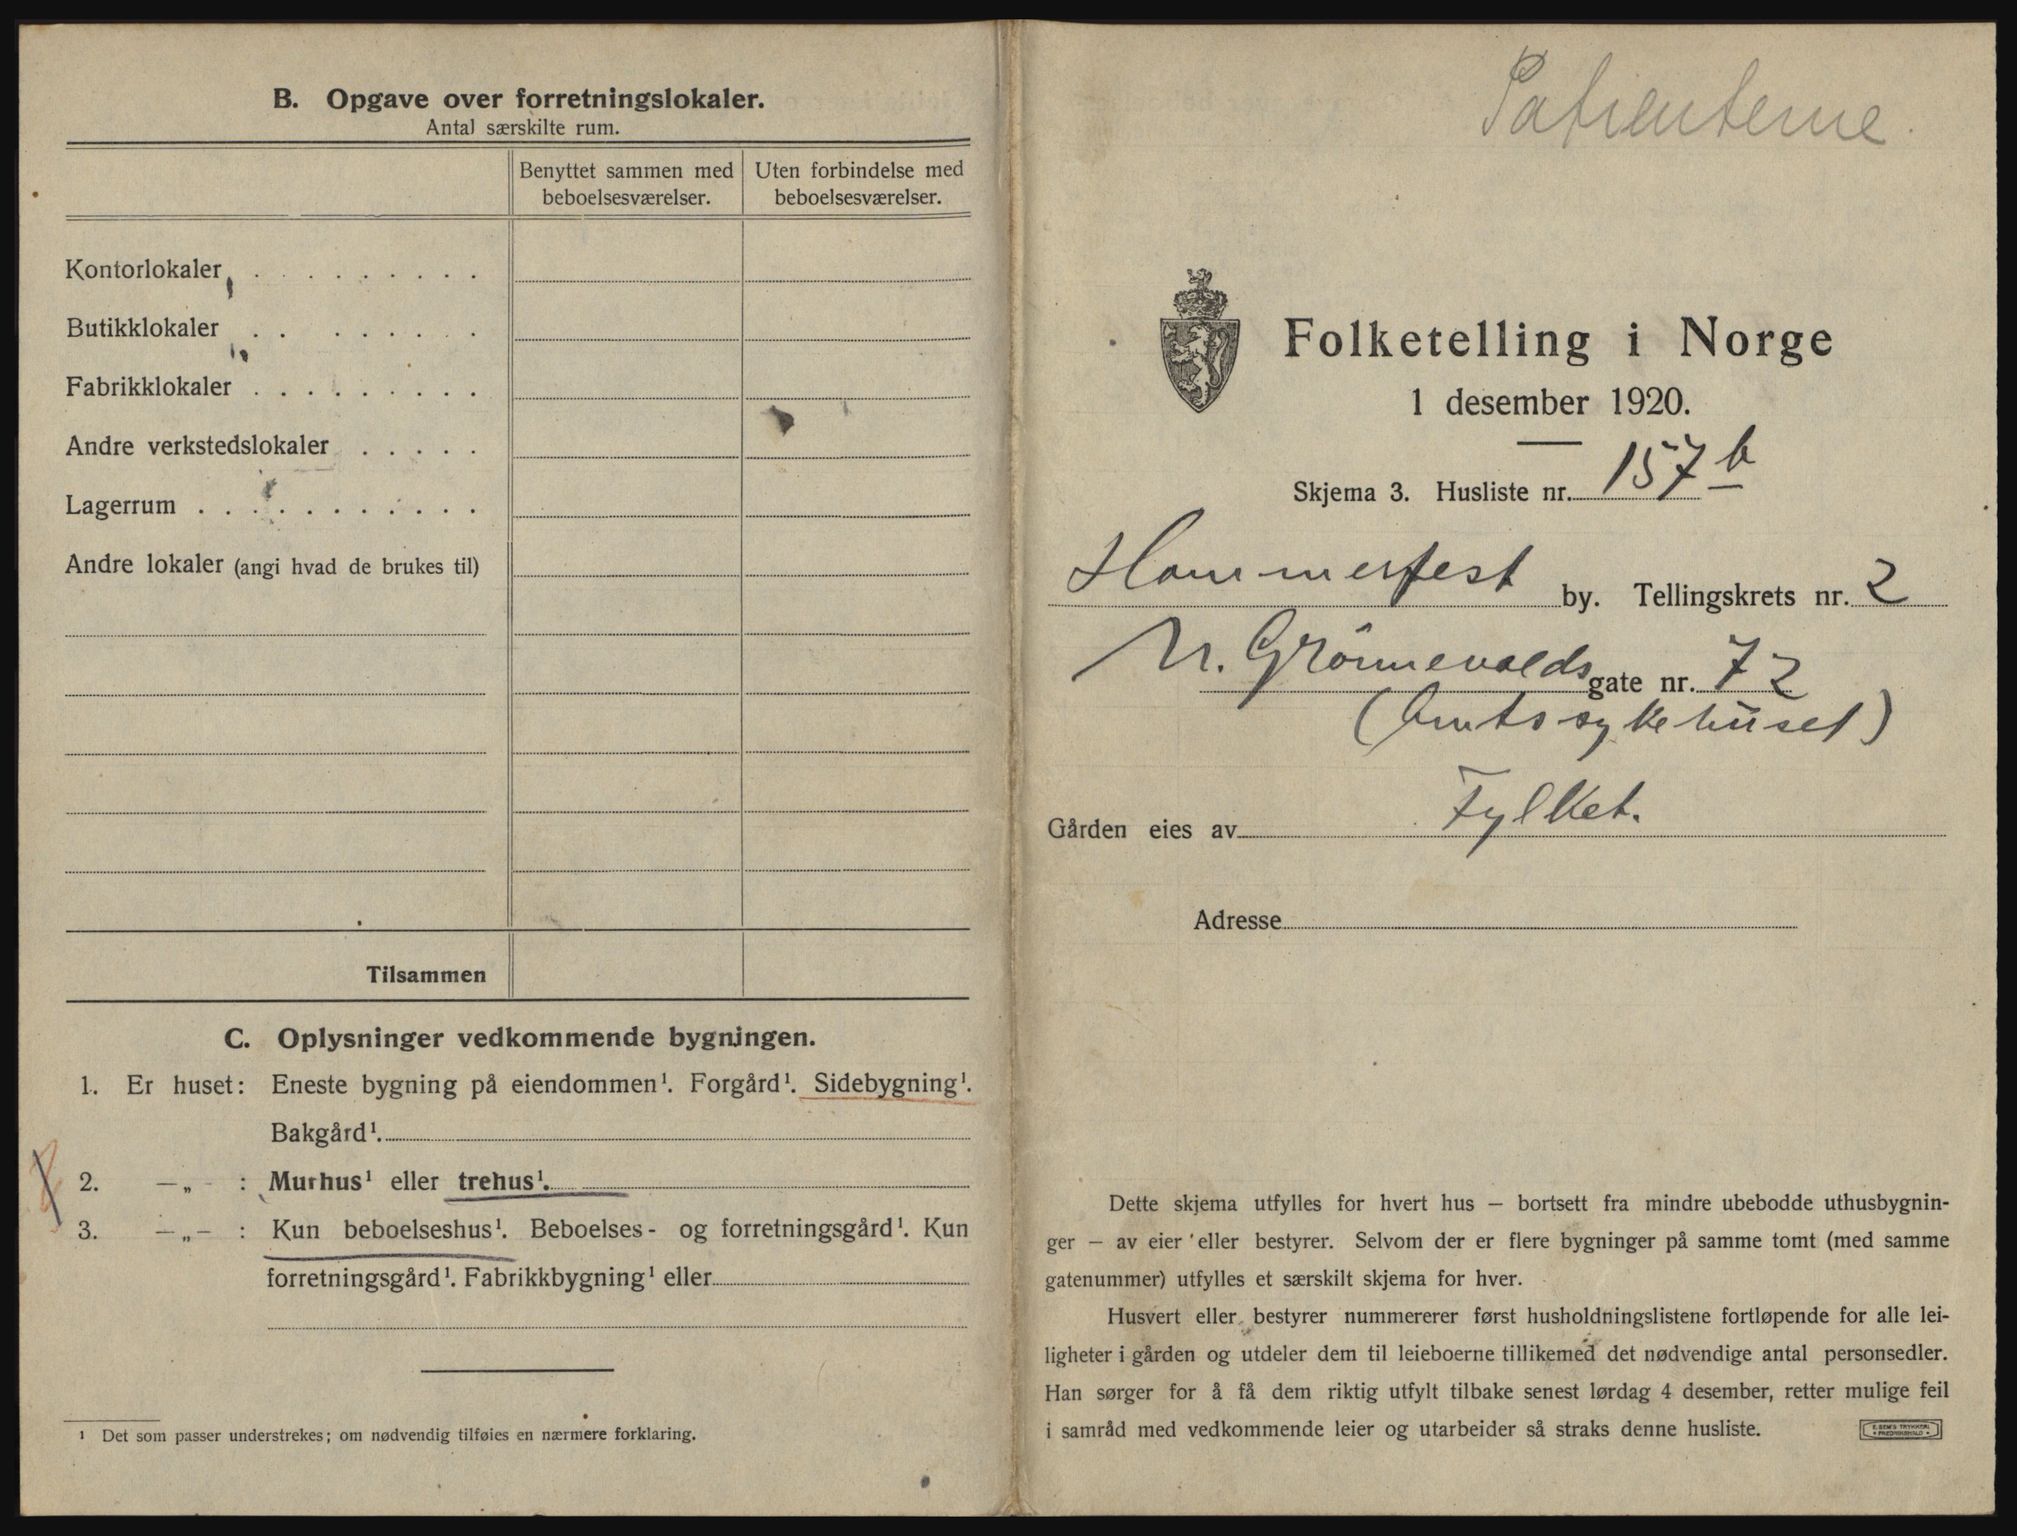 B. Opgave over forretningslokaler.
Antal særskilte rum.
Benyttet sammen med beboelsesværelser.
Uten forbindelse med beboelsesværelser.
Kontorlokaler . . . . . . . . .
Butikklokaler . . . . . . . .
Fabrikklokaler . . . . . . . . .
Andre verkstedslokaler . . . . .
Lagerrum . . . . . . . . . . .
Andre lokaler (angi hvad de brukes til)
Tilsammen
C. Oplysninger vedkommende bygningen.
1. Er huset: Eneste bygning på eiendommen¹. Forgård¹. Sidebygning¹.
Bakgård¹.
2. —„— : Murhus¹ eller trehus¹.
3. —„— : Kun beboelseshus¹. Beboelses- og forretningsgård¹. Kun
forretningsgård¹. Fabrikkbygning¹ eller
¹ Det som passer understrekes; om nødvendig tilføies en nærmere forklaring.
Patienterne.
Folketelling i Norge
1 desember 1920.
Skjema 3. Husliste nr. 157 b
Hammerfest by. Tellingskrets nr. 2
N. Grönnevolds gate nr. 72
(Amtssykehuset)
Gården eies av Fylket.
Adresse
Dette skjema utfylles for hvert hus — bortsett fra mindre ubebodde uthusbygnin-
ger — av eier eller bestyrer. Selvom der er flere bygninger på samme tomt (med samme
gatenummer) utfylles et særskilt skjema for hver.
Husvert eller bestyrer nummererer først husholdningslistene fortløpende for alle lei-
ligheter i gården og utdeler dem til leieboerne tillikemed det nødvendige antal personsedler.
Han sørger for å få dem riktig utfylt tilbake senest lørdag 4 desember, retter mulige feil
i samråd med vedkommende leier og utarbeider så straks denne husliste.